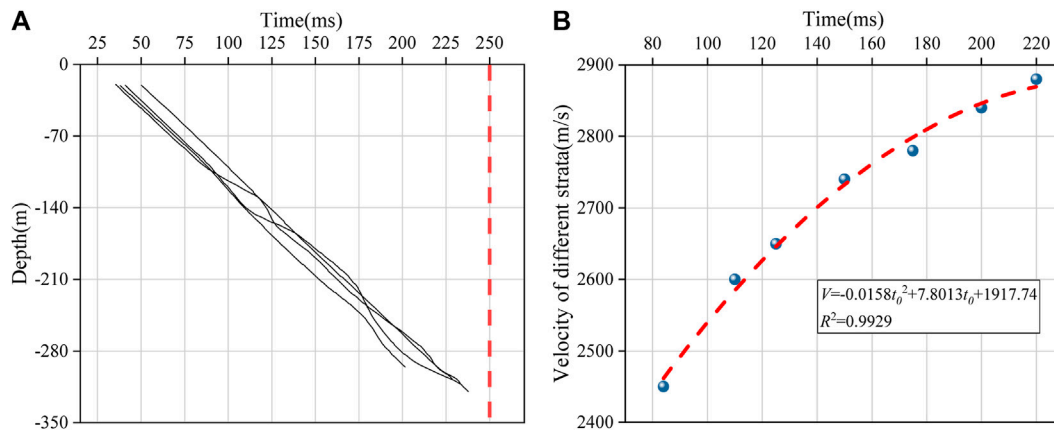 A
Time(ms)
25 50 75 100 125 150 175 200 225 250
0
-70
-140
-210
-280
-350
Depth(m)
B
Time(ms)
80 100 120 140 160 180 200 220
2900
2800
2700
2600
2500
2400
Velocity of different strata(m/s)
V=-0.0158t₀²+7.8013t₀+1917.74
R²=0.9929